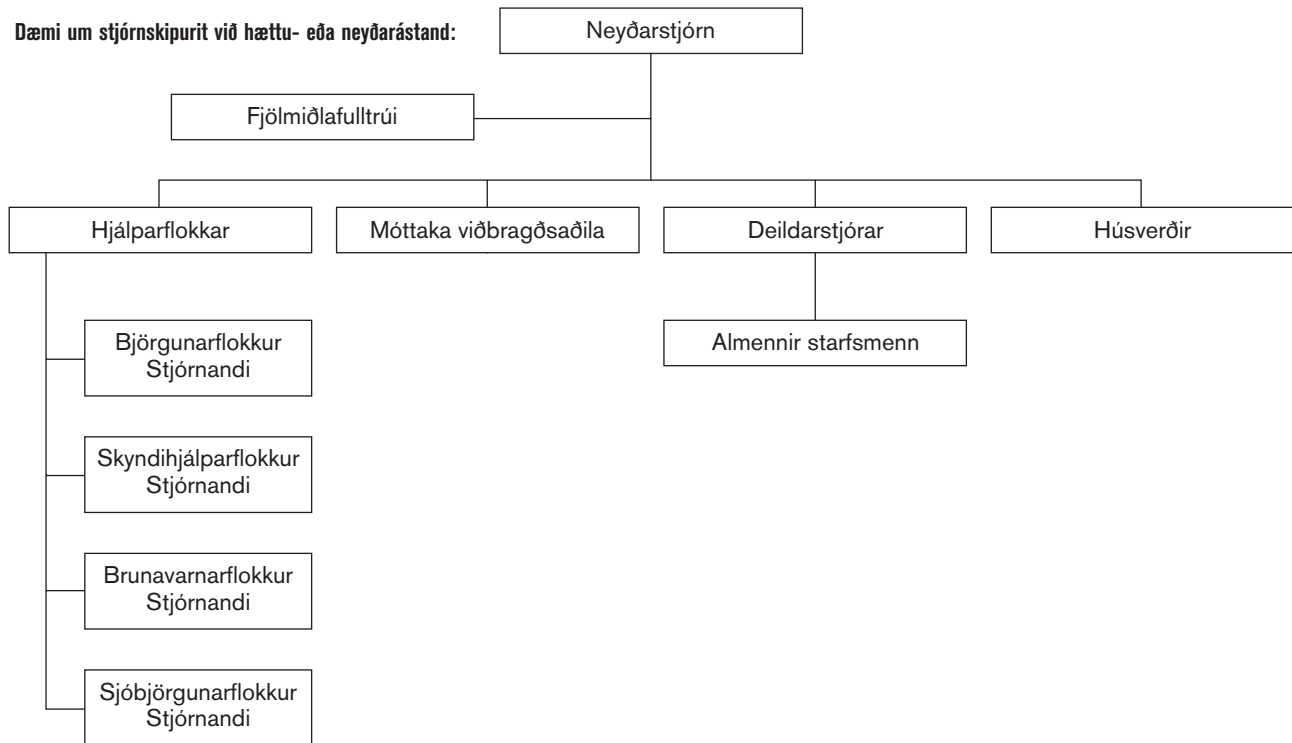 Dæmi um stjórnskipurit við hættu- eða neyðarástand:
Neyðarstjórn
Fjölmiðlafulltrúi
Hjálparflokkar
Móttaka viðbragðsaðila
Deildarstjórar
Húsverðir
Björgunarflokkur
Stjórnandi
Almennir starfsmenn
Skyndihjálparflokkur
Stjórnandi
Brunavarnarflokkur
Stjórnandi
Sjóbjörgunarflokkur
Stjórnandi